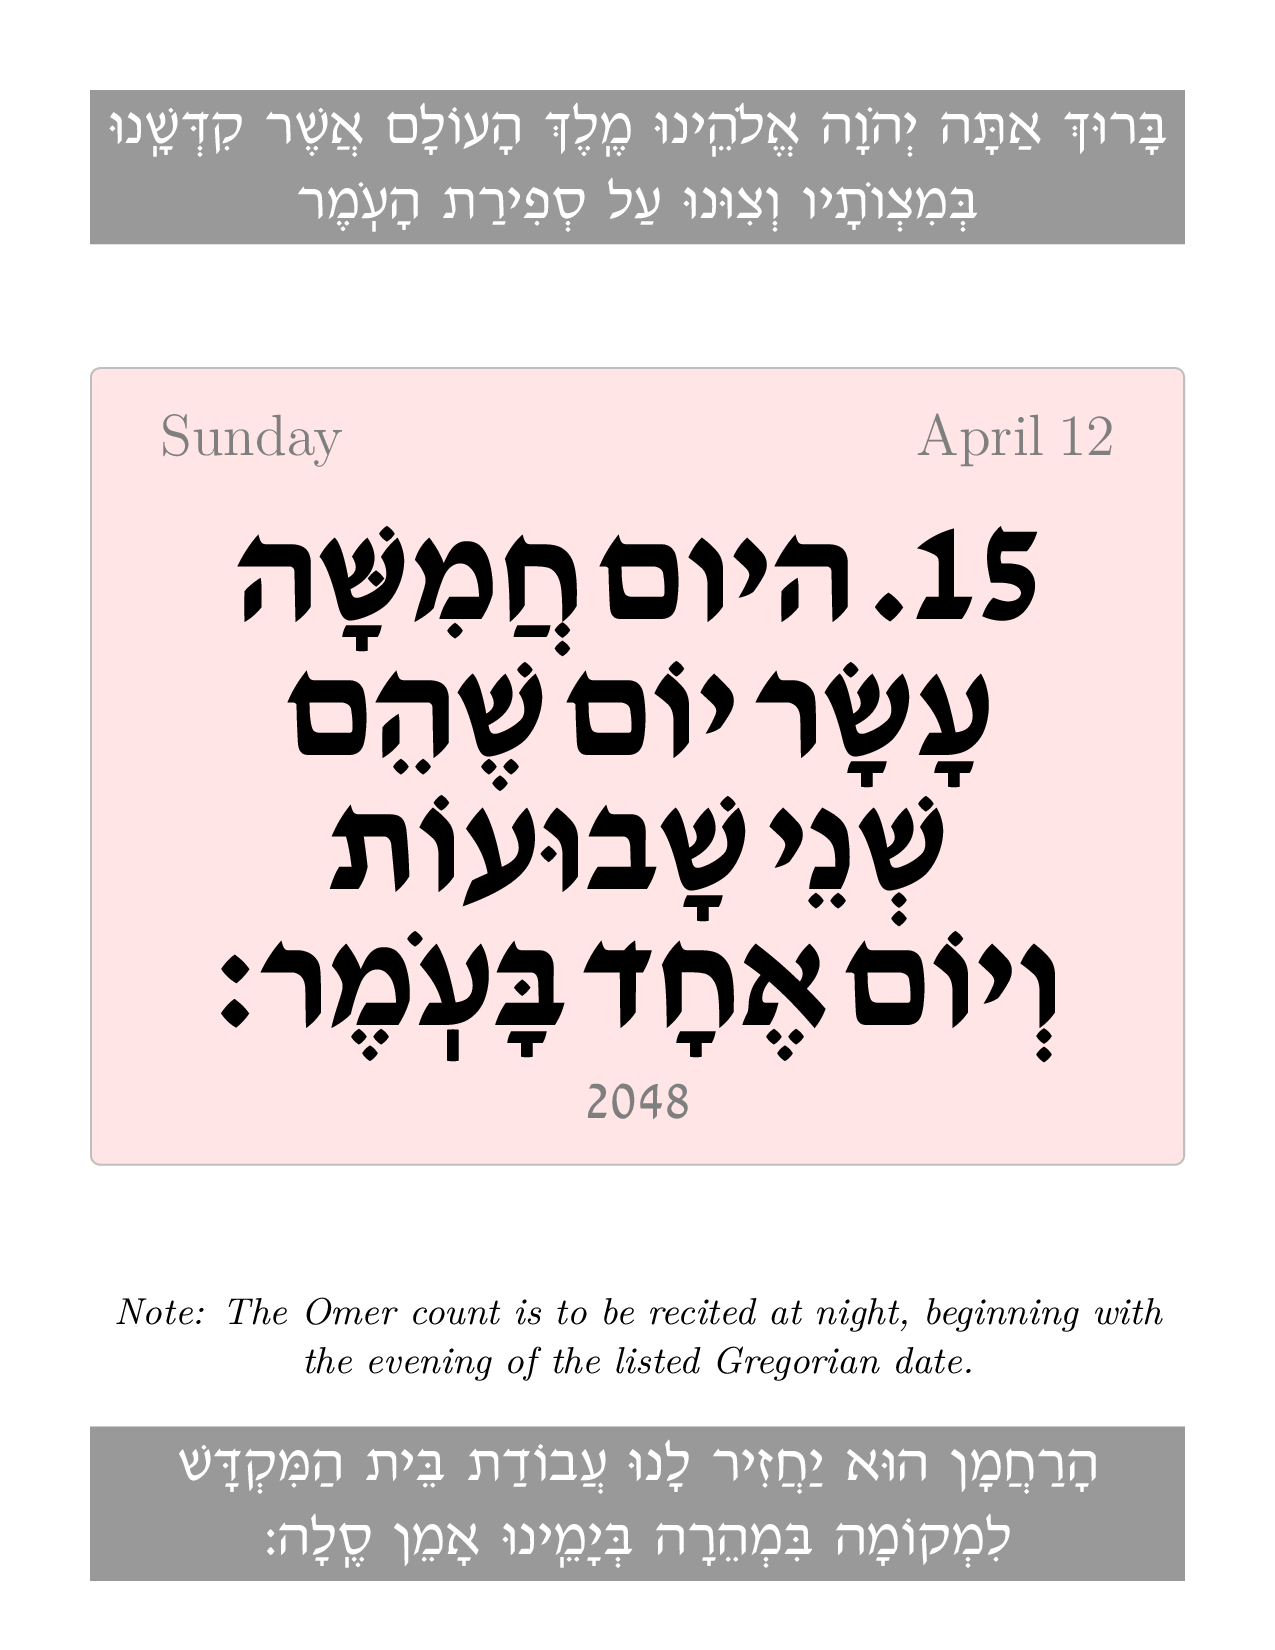 בָּרוּךְ אַתָּה יְהֹוָה אֱלֹהֵֽינוּ מֶֽלֶךְ הָעוֹלָם אֲשֶׁר קִדְּשָֽׁנוּ
בְּמִצְוֹתָיו וְצִוּנוּ עַל סְפִירַת הָעֽוֹמֶר
Sunday April 12
15. היום חֲמִשָּׁה
עָשָׂר יוֹם שֶׁהֵם
שְׁנֵי שָׁבוּעוֹת
וְיוֹם אֶחָד בָּעֹֽמֶר:
2048
Note: The Omer count is to be recited at night, beginning with
the evening of the listed Gregorian date.
הָרַחֲמָן הוּא יַחֲזִיר לָנוּ עֲבוֹדַת בֵּית הַמִּקְדָּשׁ
לִמְקוֹמָה בִּמְהֵרָה בְּיָמֵֽינוּ אָמֵן סֶֽלָה: